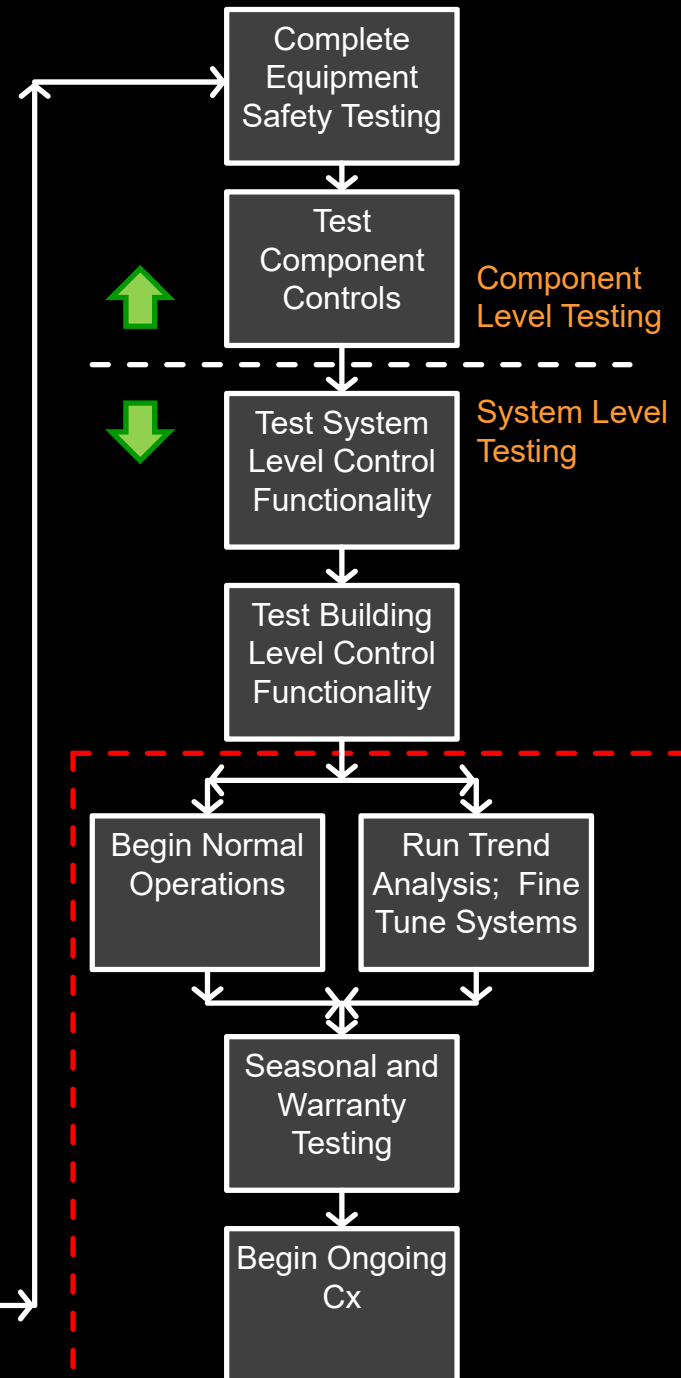 Complete
Equipment
Safety Testing
Test
Component
Controls
Component
Level Testing
System Level
Testing
Test System
Level Control
Functionality
Test Building
Level Control
Functionality
Begin Normal
Operations
Run Trend
Analysis;  Fine
Tune Systems
Seasonal and
Warranty
Testing
Begin Ongoing
Cx